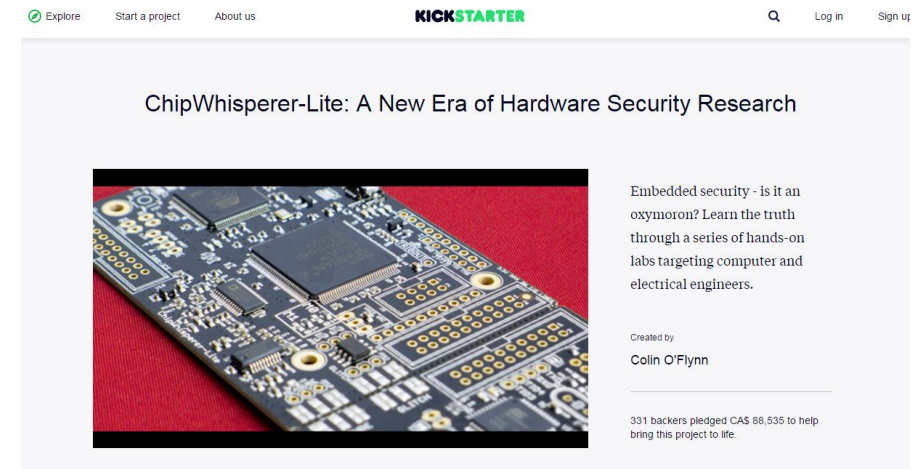 Explore Start a project About us KICKSTARTER Log in Sign up
ChipWhisperer-Lite: A New Era of Hardware Security Research
Embedded security - is it an
oxymoron? Learn the truth
through a series of hands-on
labs targeting computer and
electrical engineers.
Created by
Colin O'Flynn
331 backers pledged CA$ 88,535 to help
bring this project to life.
GLITCH